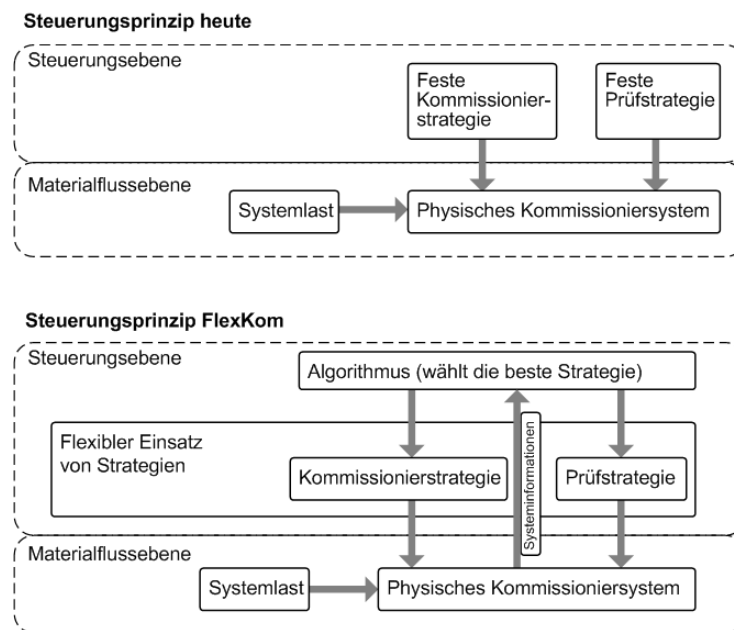 Steuerungsprinzip heute
Steuerungsebene
Feste
Kommissionier-
strategie
Feste
Prüfstrategie
Materialflussebene
Systemlast
Physisches Kommissioniersystem
Steuerungsprinzip FlexKom
Steuerungsebene
Algorithmus (wählt die beste Strategie)
Flexibler Einsatz
von Strategien
Kommissionierstrategie
Systeminformationen
Prüfstrategie
Materialflussebene
Systemlast
Physisches Kommissioniersystem